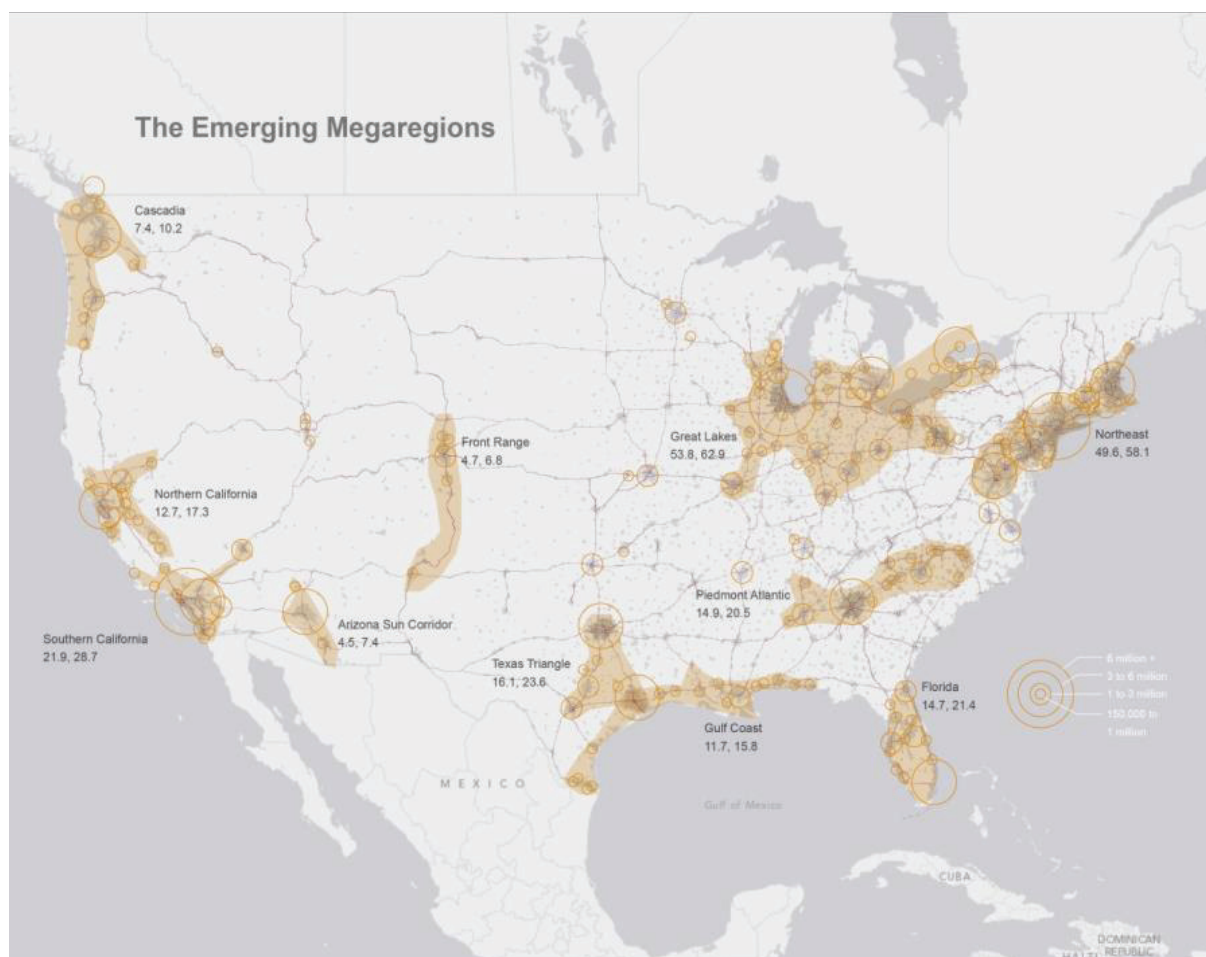 The Emerging Megaregions
Cascadia
7.4, 10.2
Front Range
4.7, 6.8
Great Lakes
53.8, 62.9
Northeast
49.6, 58.1
Northern California
12.7, 17.3
Piedmont Atlantic
14.9, 20.5
Arizona Sun Corridor
4.5, 7.4
Southern California
21.9, 28.7
Texas Triangle
16.1, 23.6
6 million +
3 to 6 million
1 to 3 million
150,000 to
1 million
Florida
14.7, 21.4
Gulf Coast
11.7, 15.8
MEXICO
Gulf of Mexico
CUBA
DOMINICAN
REPUBLIC
HAITI